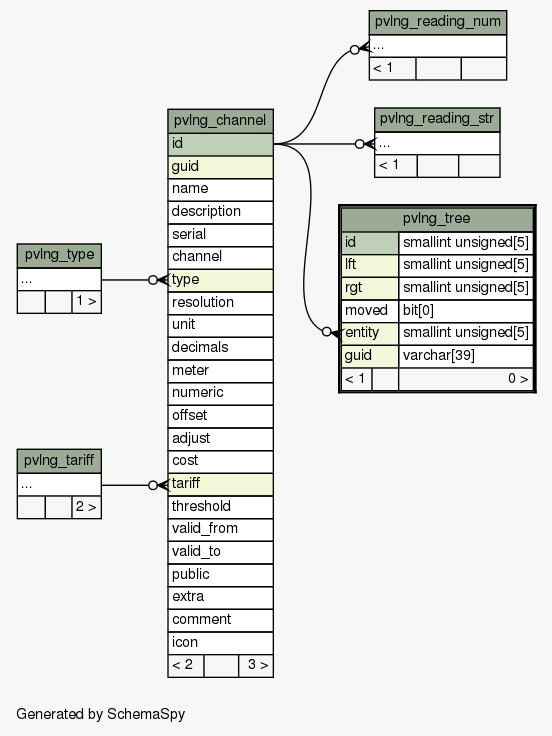 pvlng_reading_num
...
< 1
pvlng_reading_str
...
< 1
pvlng_tree
id smallint unsigned[5]
lft smallint unsigned[5]
rgt smallint unsigned[5]
moved bit[0]
entity smallint unsigned[5]
guid varchar[39]
< 1 0 >
pvlng_channel
id
guid
name
description
serial
channel
type
resolution
unit
decimals
meter
numeric
offset
adjust
cost
tariff
threshold
valid_from
valid_to
public
extra
comment
icon
< 2 3 >
pvlng_type
...
1 >
pvlng_tariff
...
2 >
Generated by SchemaSpy